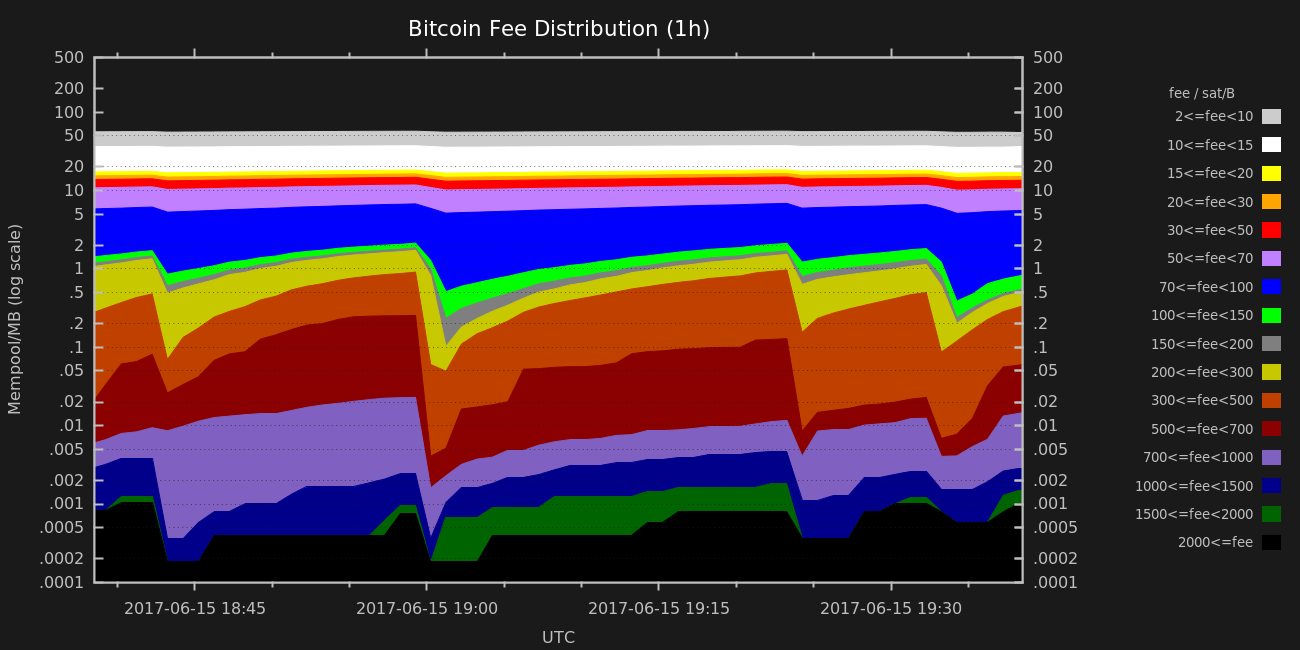 Bitcoin Fee Distribution (1h)
Mempool/MB (log scale)
500
200
100
50
20
10
5
2
1
.5
.2
.1
.05
.02
.01
.005
.002
.001
.0005
.0002
.0001
500
200
100
50
20
10
5
2
1
.5
.2
.1
.05
.02
.01
.005
.002
.001
.0005
.0002
.0001
fee / sat/B
2<=fee<10
10<=fee<15
15<=fee<20
20<=fee<30
30<=fee<50
50<=fee<70
70<=fee<100
100<=fee<150
150<=fee<200
200<=fee<300
300<=fee<500
500<=fee<700
700<=fee<1000
1000<=fee<1500
1500<=fee<2000
2000<=fee
2017-06-15 18:45
2017-06-15 19:00
2017-06-15 19:15
2017-06-15 19:30
UTC